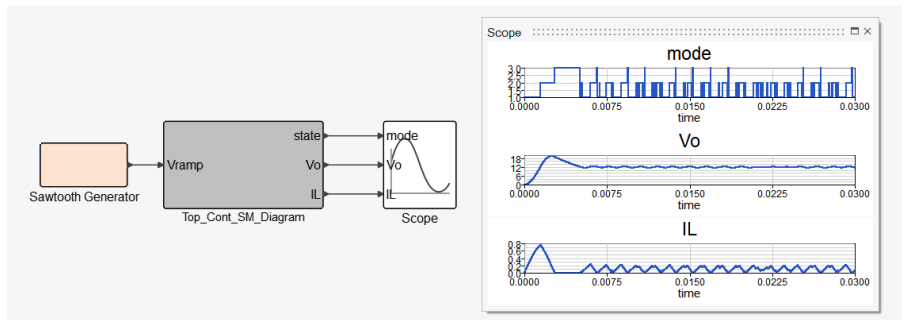 Scope
mode
3.0
2.5
2.0
1.5
1.0
0.0000 0.0075 0.0150 0.0225 0.0300
time
Vo
18
12
6
0
0.0000 0.0075 0.0150 0.0225 0.0300
time
IL
0.8
0.6
0.4
0.2
0.0
0.0000 0.0075 0.0150 0.0225 0.0300
time
Sawtooth Generator
Vramp
state
Vo
IL
Top_Cont_SM_Diagram
mode
Vo
IL
Scope